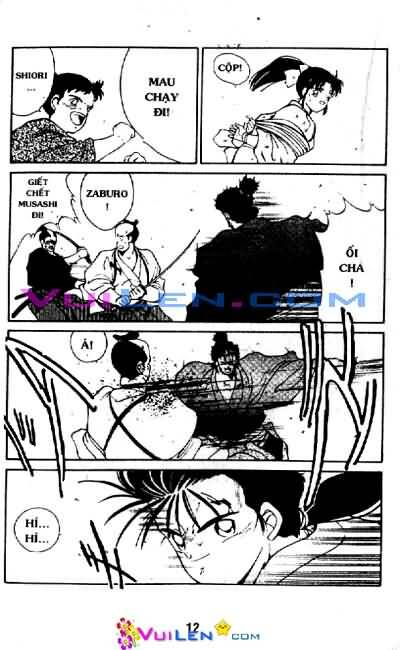 SHIORI
...
MAU
CHẠY
ĐI!
CỘP!
GIẾT
CHẾT
MUSASHI
ĐI!
ZABURO
!
ỐI
CHA
!
VUILEN.COM
Á!
HÍ...
HÍ...
12
VUILEN.COM